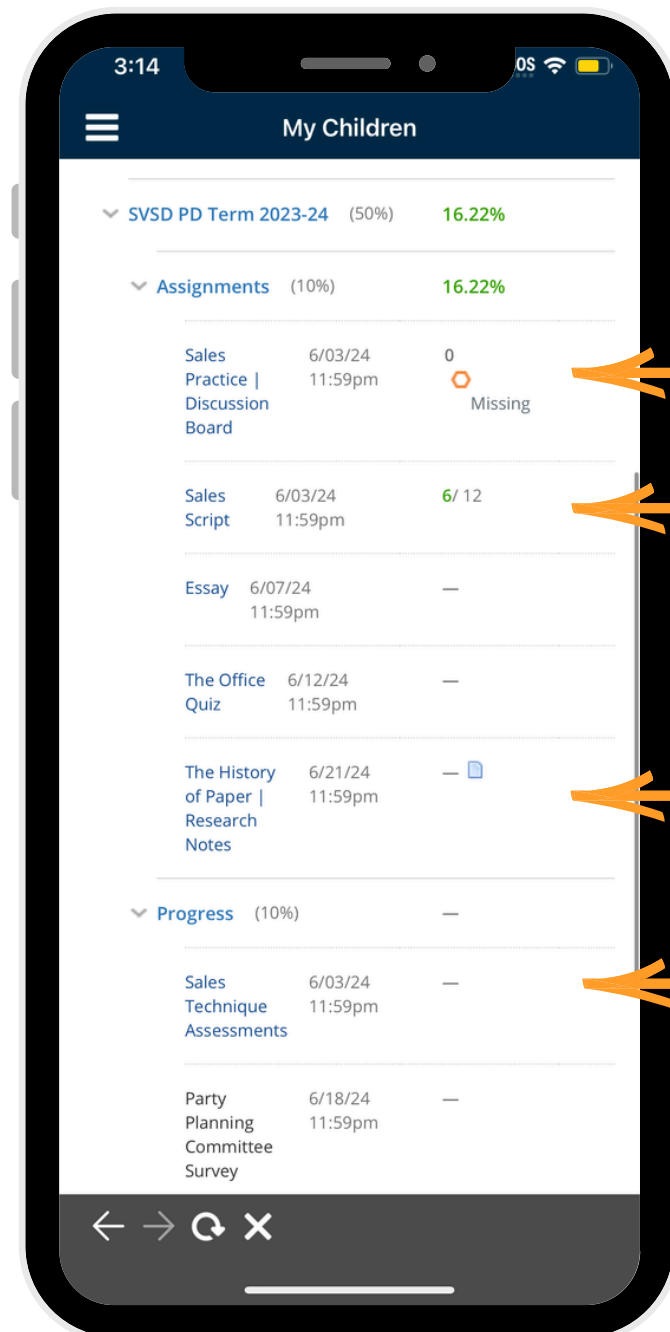 3:14
OS
My Children
SVSD PD Term 2023-24 (50%) 16.22%
Assignments (10%) 16.22%
Sales 6/03/24 0
Practice | 11:59pm
Discussion Missing
Board
Sales 6/03/24 6/ 12
Script 11:59pm
Essay 6/07/24 —
11:59pm
The Office 6/12/24 —
Quiz 11:59pm
The History 6/21/24 —
of Paper | 11:59pm
Research
Notes
Progress (10%) —
Sales 6/03/24 —
Technique 11:59pm
Assessments
Party 6/18/24 —
Planning 11:59pm
Committee
Survey